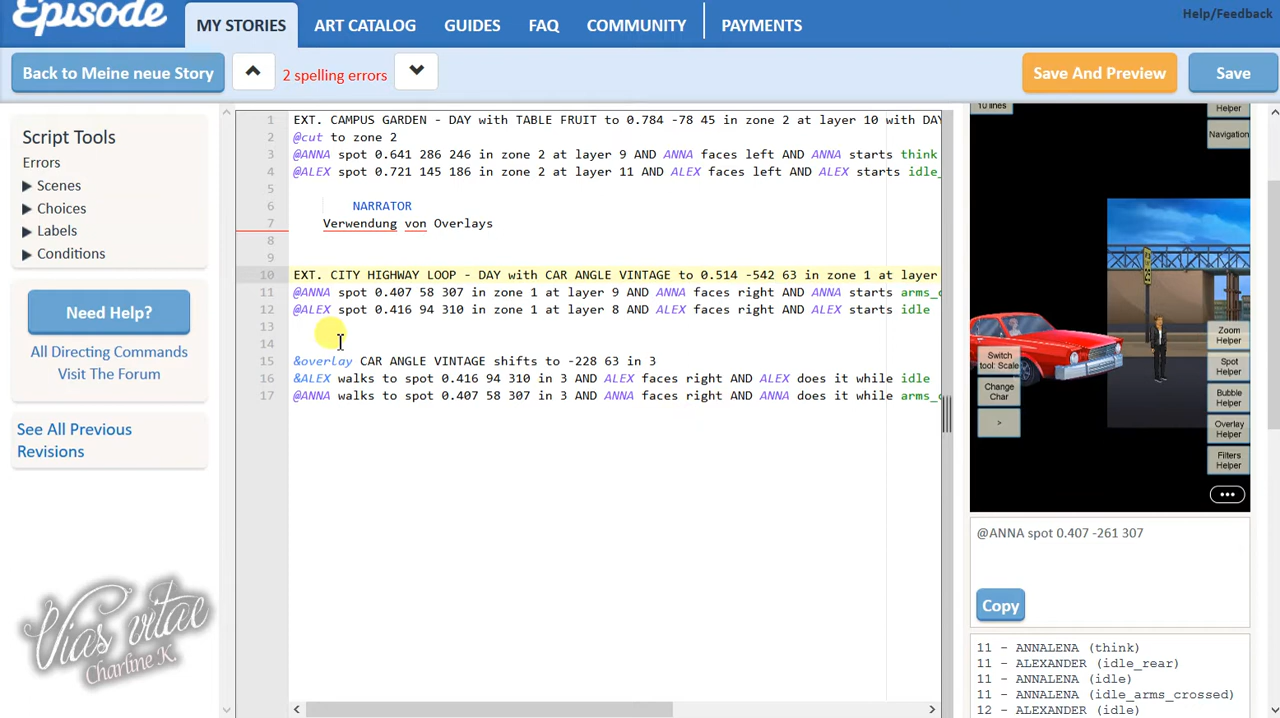 Episode
MY STORIES
ART CATALOG
GUIDES
FAQ
COMMUNITY
PAYMENTS
Help/Feedback
Back to Meine neue Story
2 spelling errors
Save And Preview
Save
Script Tools
Errors
Scenes
Choices
Labels
Conditions
Need Help?
All Directing Commands
Visit The Forum
See All Previous
Revisions
Vias vitae
Charline K.
1 EXT. CAMPUS GARDEN - DAY with TABLE FRUIT to 0.784 -78 45 in zone 2 at layer 10 with DAY
2 @cut to zone 2
3 @ANNA spot 0.641 286 246 in zone 2 at layer 9 AND ANNA faces left AND ANNA starts think
4 @ALEX spot 0.721 145 186 in zone 2 at layer 11 AND ALEX faces left AND ALEX starts idle_
5
6 NARRATOR
7 Verwendung von Overlays
8
9
10 EXT. CITY HIGHWAY LOOP - DAY with CAR ANGLE VINTAGE to 0.514 -542 63 in zone 1 at layer
11 @ANNA spot 0.407 58 307 in zone 1 at layer 9 AND ANNA faces right AND ANNA starts arms_c
12 @ALEX spot 0.416 94 310 in zone 1 at layer 8 AND ALEX faces right AND ALEX starts idle
13
14
15 &overlay CAR ANGLE VINTAGE shifts to -228 63 in 3
16 &ALEX walks to spot 0.416 94 310 in 3 AND ALEX faces right AND ALEX does it while idle
17 @ANNA walks to spot 0.407 58 307 in 3 AND ANNA faces right AND ANNA does it while arms_c
10 lines
Helper
Navigation
Zoom
Helper
Switch
tool: Scale
Spot
Helper
Change
Char
Bubble
Helper
>
Overlay
Helper
Filters
Helper
@ANNA spot 0.407 -261 307
Copy
11 - ANNALENA (think)
11 - ALEXANDER (idle_rear)
11 - ANNALENA (idle)
11 - ANNALENA (idle_arms_crossed)
12 - ALEXANDER (idle)